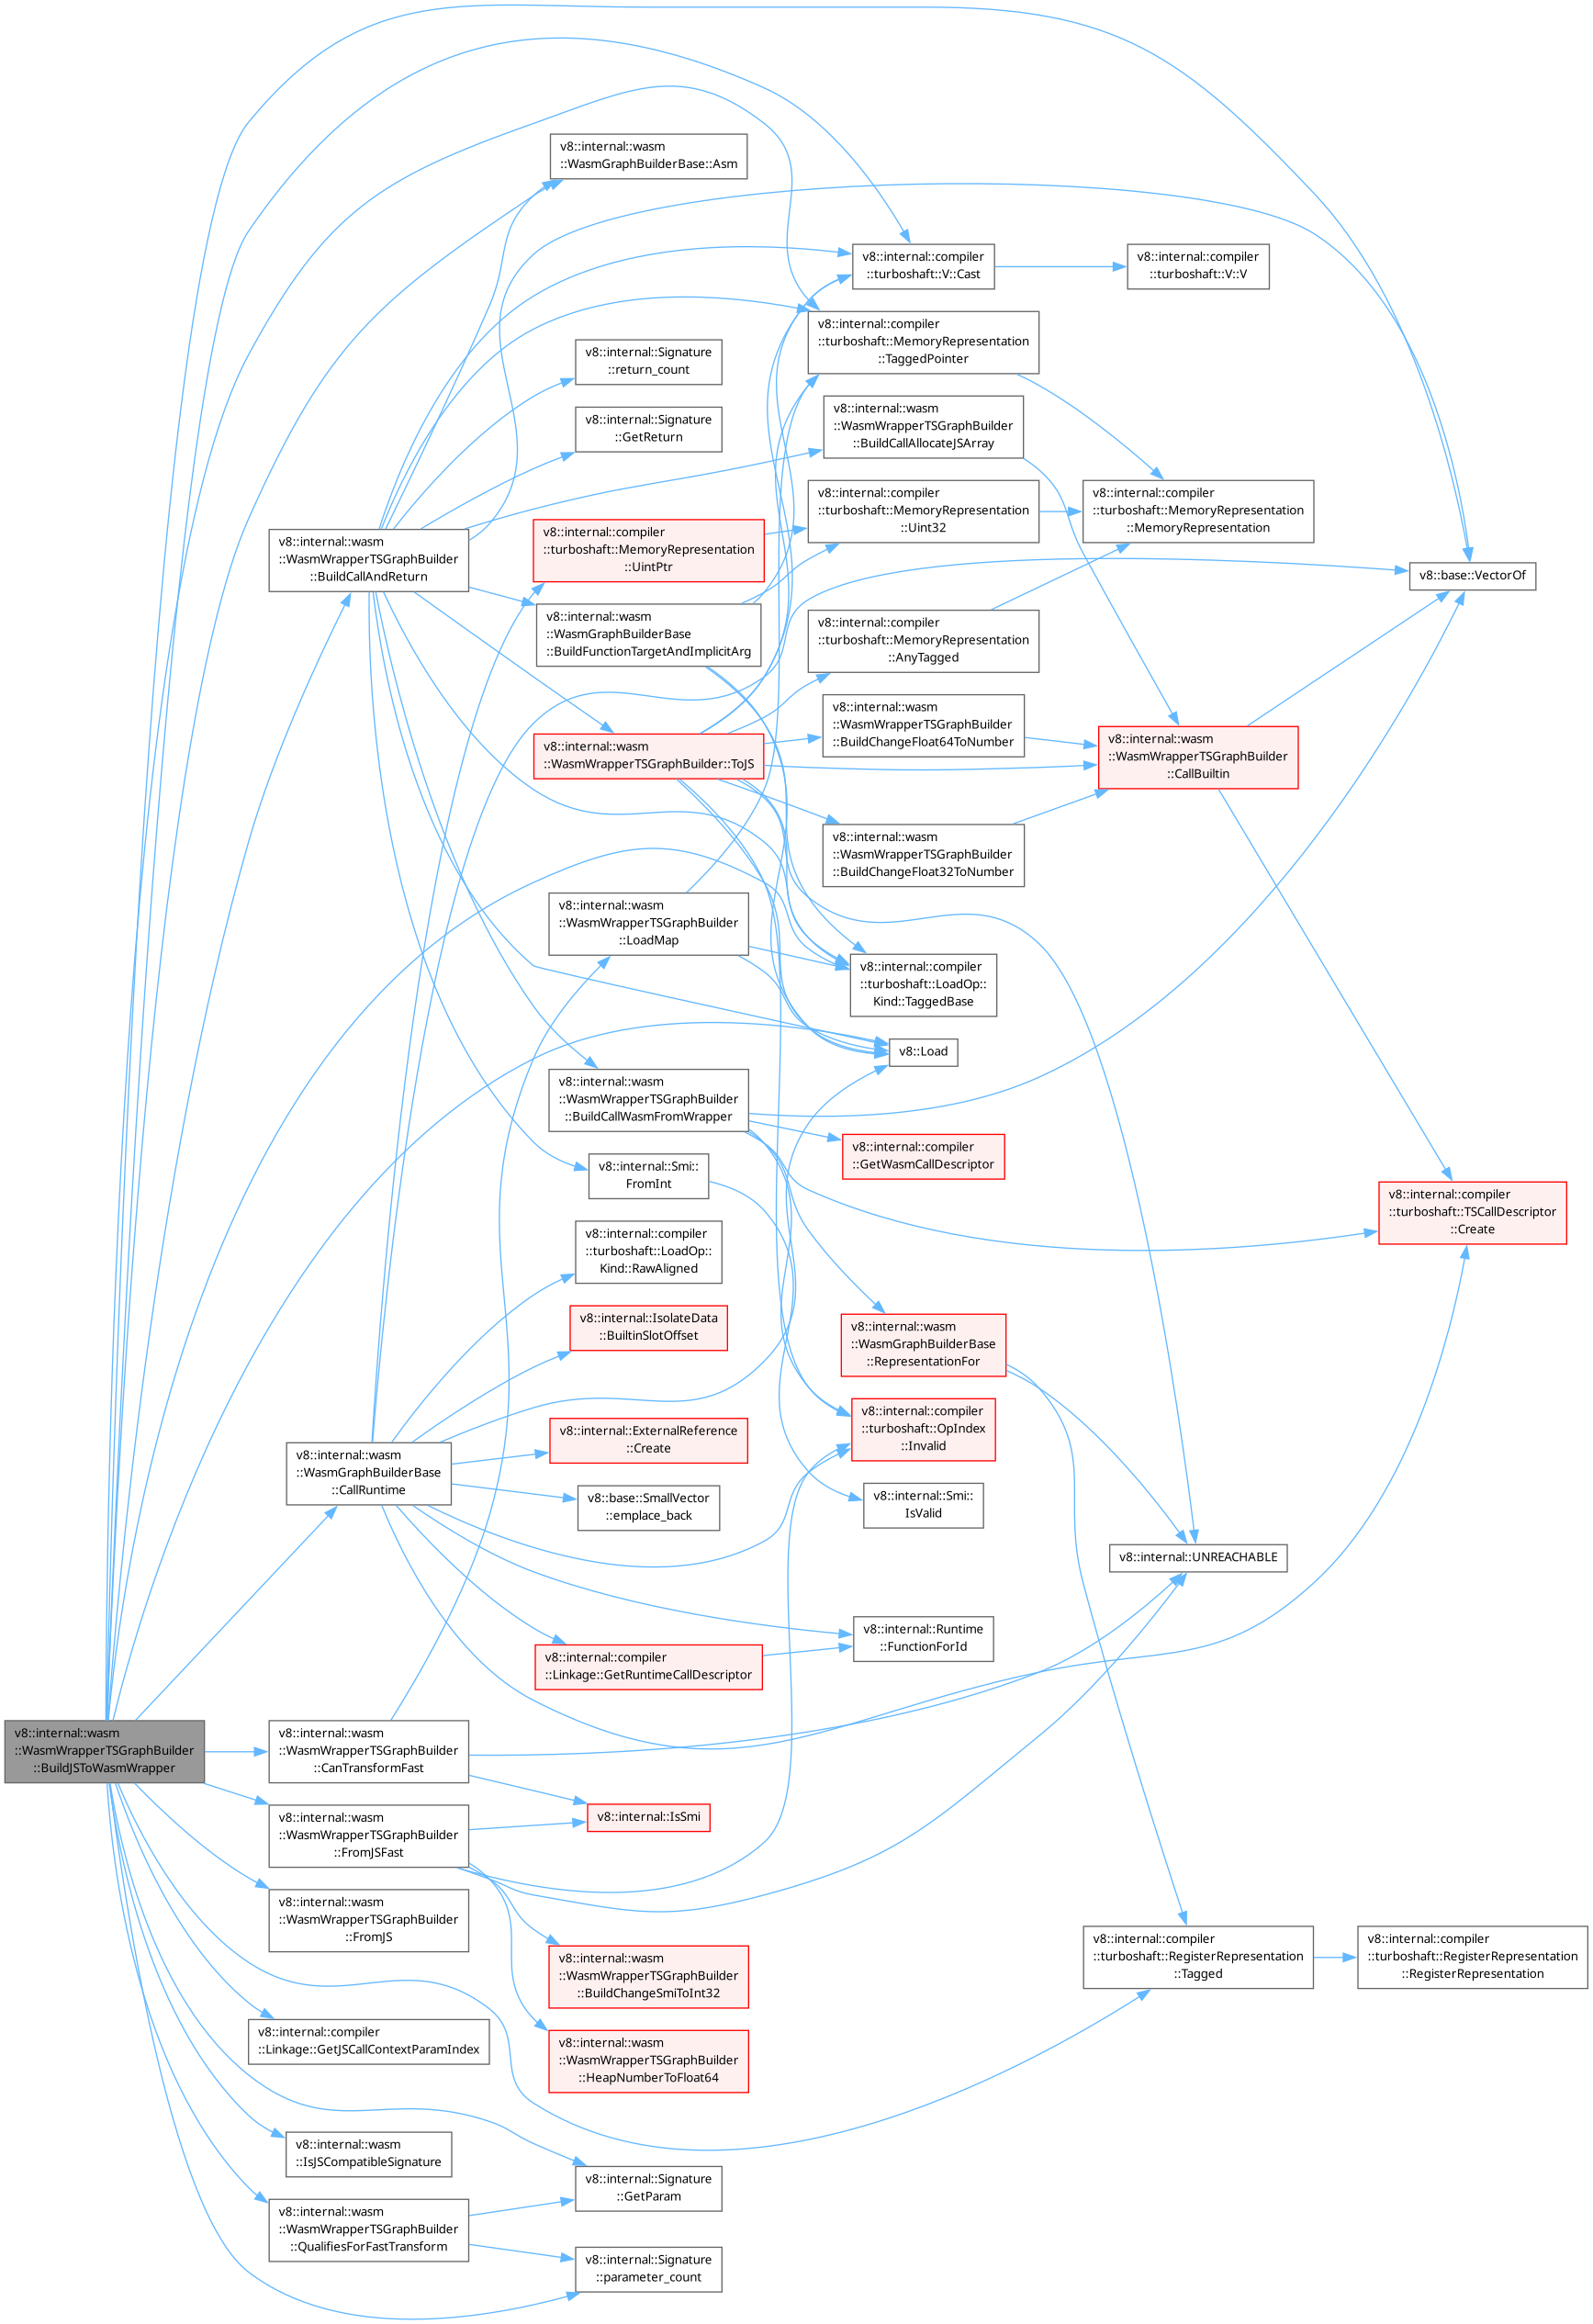 v8::internal::wasm
::WasmGraphBuilderBase::Asm
v8::internal::compiler
::turboshaft::V::Cast
v8::internal::compiler
::turboshaft::V::V
v8::internal::compiler
::turboshaft::MemoryRepresentation
::TaggedPointer
v8::internal::Signature
::return_count
v8::internal::Signature
::GetReturn
v8::internal::wasm
::WasmWrapperTSGraphBuilder
::BuildCallAllocateJSArray
v8::internal::compiler
::turboshaft::MemoryRepresentation
::Uint32
v8::internal::compiler
::turboshaft::MemoryRepresentation
::MemoryRepresentation
v8::internal::wasm
::WasmWrapperTSGraphBuilder
::BuildCallAndReturn
v8::internal::compiler
::turboshaft::MemoryRepresentation
::UintPtr
v8::base::VectorOf
v8::internal::wasm
::WasmGraphBuilderBase
::BuildFunctionTargetAndImplicitArg
v8::internal::compiler
::turboshaft::MemoryRepresentation
::AnyTagged
v8::internal::wasm
::WasmWrapperTSGraphBuilder
::BuildChangeFloat64ToNumber
v8::internal::wasm
::WasmWrapperTSGraphBuilder::ToJS
v8::internal::wasm
::WasmWrapperTSGraphBuilder
::CallBuiltin
v8::internal::wasm
::WasmWrapperTSGraphBuilder
::BuildChangeFloat32ToNumber
v8::internal::wasm
::WasmWrapperTSGraphBuilder
::LoadMap
v8::internal::compiler
::turboshaft::LoadOp::
Kind::TaggedBase
v8::Load
v8::internal::wasm
::WasmWrapperTSGraphBuilder
::BuildCallWasmFromWrapper
v8::internal::compiler
::GetWasmCallDescriptor
v8::internal::Smi::
FromInt
v8::internal::compiler
::turboshaft::TSCallDescriptor
::Create
v8::internal::compiler
::turboshaft::LoadOp::
Kind::RawAligned
v8::internal::IsolateData
::BuiltinSlotOffset
v8::internal::wasm
::WasmGraphBuilderBase
::RepresentationFor
v8::internal::wasm
::WasmGraphBuilderBase
::CallRuntime
v8::internal::ExternalReference
::Create
v8::internal::compiler
::turboshaft::OpIndex
::Invalid
v8::base::SmallVector
::emplace_back
v8::internal::Smi::
IsValid
v8::internal::UNREACHABLE
v8::internal::Runtime
::FunctionForId
v8::internal::compiler
::Linkage::GetRuntimeCallDescriptor
v8::internal::wasm
::WasmWrapperTSGraphBuilder
::BuildJSToWasmWrapper
v8::internal::wasm
::WasmWrapperTSGraphBuilder
::CanTransformFast
v8::internal::IsSmi
v8::internal::wasm
::WasmWrapperTSGraphBuilder
::FromJSFast
v8::internal::wasm
::WasmWrapperTSGraphBuilder
::FromJS
v8::internal::wasm
::WasmWrapperTSGraphBuilder
::BuildChangeSmiToInt32
v8::internal::compiler
::turboshaft::RegisterRepresentation
::Tagged
v8::internal::compiler
::turboshaft::RegisterRepresentation
::RegisterRepresentation
v8::internal::compiler
::Linkage::GetJSCallContextParamIndex
v8::internal::wasm
::WasmWrapperTSGraphBuilder
::HeapNumberToFloat64
v8::internal::wasm
::IsJSCompatibleSignature
v8::internal::Signature
::GetParam
v8::internal::wasm
::WasmWrapperTSGraphBuilder
::QualifiesForFastTransform
v8::internal::Signature
::parameter_count